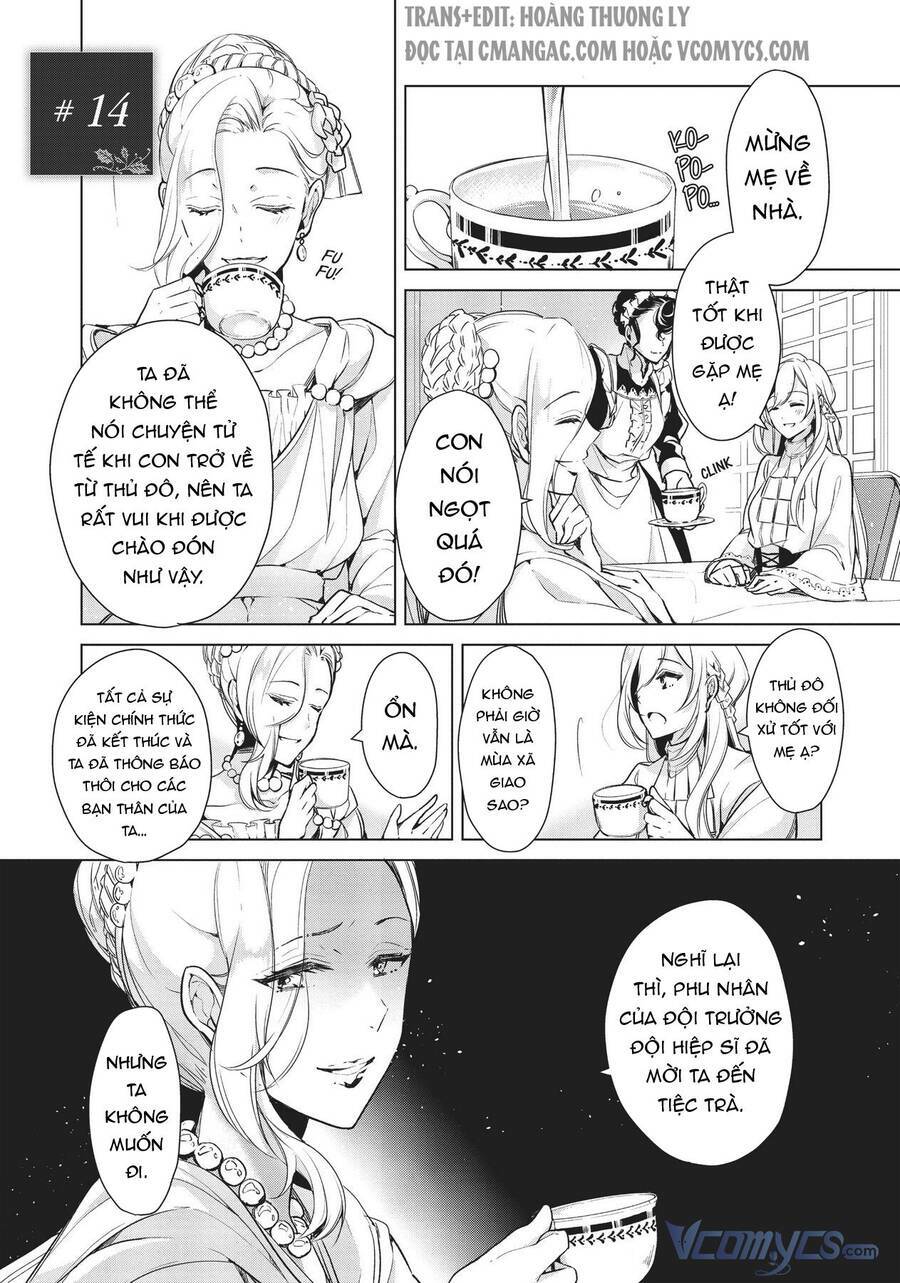 TRANS+EDIT: HOÀNG THUONG LY
ĐỌC TẠI CMANGAC.COM HOẶC VCOMYCS.COM
# 14
MỪNG
MẸ VỀ
NHÀ.
KO-
PO-
PO...
THẬT
TỐT KHI
ĐƯỢC
GẶP MẸ
Ạ!
CLINK
CON
NÓI
NGỌT
QUÁ
ĐÓ!
FU
FU!
TA ĐÃ
KHÔNG THỂ
NÓI CHUYỆN TỬ
TẾ KHI CON TRỞ VỀ
TỪ THỦ ĐÔ, NÊN TA
RẤT VUI KHI ĐƯỢC
CHÀO ĐÓN
NHƯ VẬY.
THỦ ĐÔ
KHÔNG ĐỐI
XỬ TỐT VỚI
MẸ Ạ?
KHÔNG
PHẢI GIỜ
VẪN LÀ
MÙA XÃ
GIAO
SAO?
ỔN
MÀ.
TẤT CẢ SỰ
KIỆN CHÍNH THỨC
ĐÃ KẾT THÚC VÀ
TA ĐÃ THÔNG BÁO
THÔI CHO CÁC
BẠN THÂN CỦA
TA...
NGHĨ LẠI
THÌ, PHU NHÂN
CỦA ĐỘI TRƯỞNG
ĐỘI HIỆP SĨ ĐÃ
MỜI TA ĐẾN
TIỆC TRÀ.
NHƯNG
TA
KHÔNG
MUỐN
ĐI.
VCOMYCS.COM